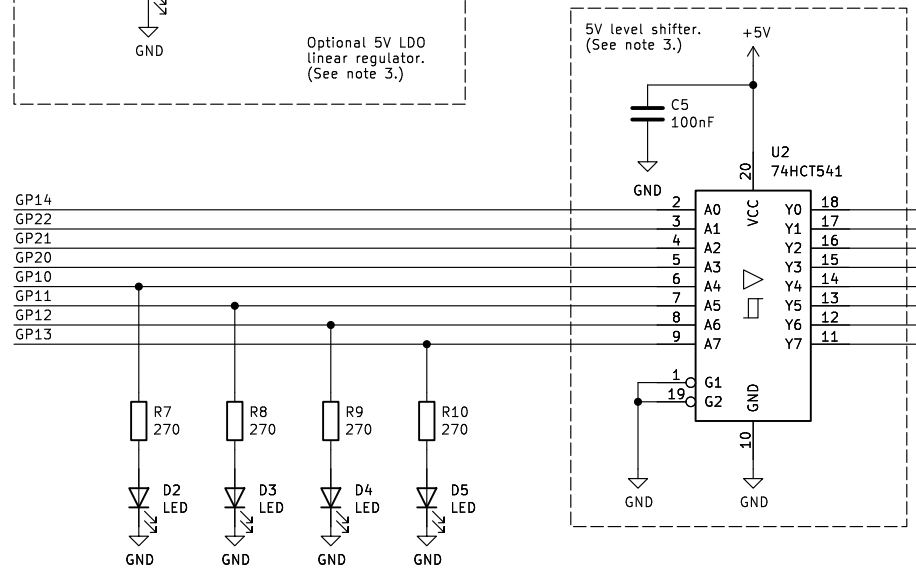 GND
Optional 5V LDO
linear regulator.
(See note 3.)
5V level shifter.
(See note 3.)
+5V
C5
100nF
GND
U2
74HCT541
20
VCC
GP14 2 A0 Y0 18
GP22 3 A1 Y1 17
GP21 4 A2 Y2 16
GP20 5 A3 Y3 15
GP10 6 A4 Y4 14
GP11 7 A5 Y5 13
GP12 8 A6 Y6 12
GP13 9 A7 Y7 11
1 G1
19 G2
GND
10
R7
270
R8
270
R9
270
R10
270
D2
LED
D3
LED
D4
LED
D5
LED
GND
GND
GND
GND
GND
GND